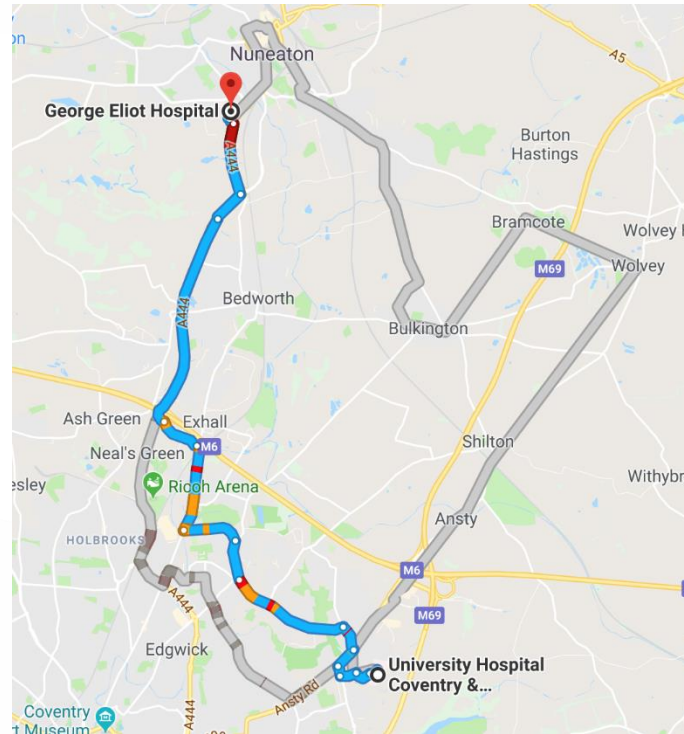 Nuneaton
A5
George Eliot Hospital
A444
Burton
Hastings
Bramcote
Wolvey
M69
Wolvey
Bedworth
A444
Bulkington
Ash Green
Exhall
M6
Neal's Green
Shilton
Ricoh Arena
Withybr
esley
HOLBROOKS
Ansty
M6
A444
M69
Edgwick
University Hospital
Coventry &...
Ansty Rd
Coventry
rt Museum